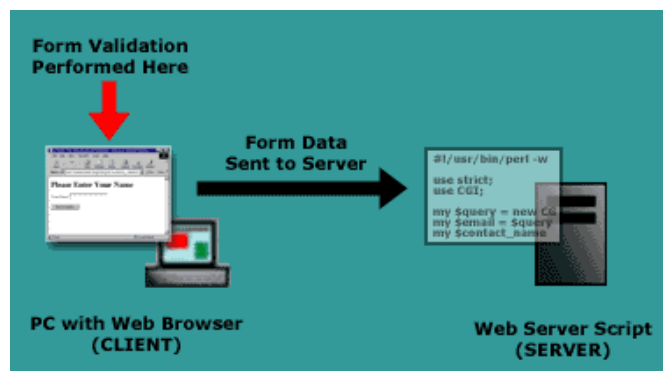 Form Validation
Performed Here
Form Data
Sent to Server
Please Enter Your Name
#!/usr/bin/perl -w
use strict;
use CGI;
my $query = new CG
my $email = $query
my $contact_name
PC with Web Browser
(CLIENT)
Web Server Script
(SERVER)